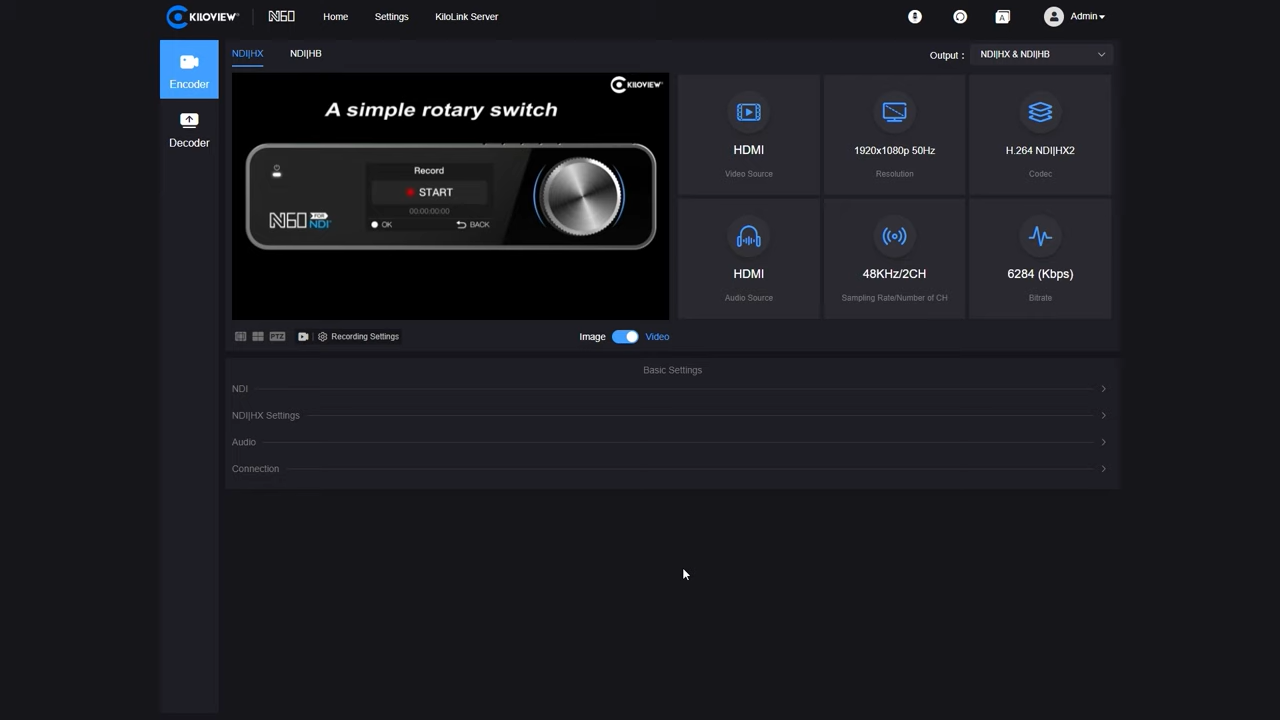 KILOVIEW N60 Home Settings KiloLink Server A Admin
Encoder
Decoder
NDI|HX NDI|HB
Output : NDI|HX & NDI|HB
KILOVIEW
A simple rotary switch
Record
START
00:00:00:00
OK BACK
N60 FOR NDI
HDMI
Video Source
1920x1080p 50Hz
Resolution
H.264 NDI|HX2
Codec
HDMI
Audio Source
48KHz/2CH
Sampling Rate/Number of CH
6284 (Kbps)
Bitrate
PTZ Recording Settings
Image Video
Basic Settings
NDI
NDI|HX Settings
Audio
Connection